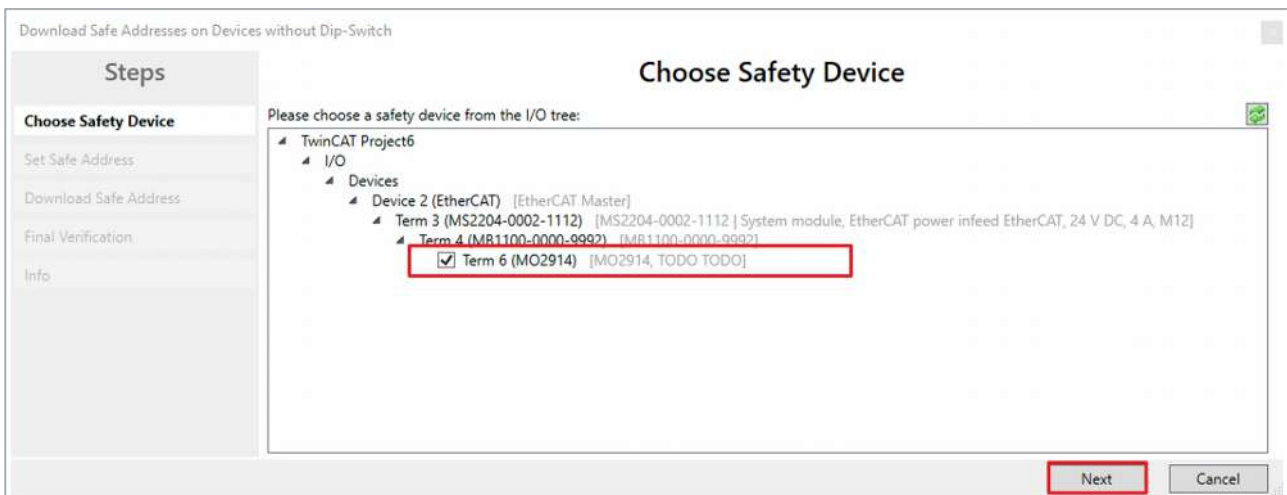 Download Safe Addresses on Devices without Dip-Switch
Steps
Choose Safety Device
Choose Safety Device
Set Safe Address
Download Safe Address
Final Verification
Info
Please choose a safety device from the I/O tree:
TwinCAT Project6
I/O
Devices
Device 2 (EtherCAT) [EtherCAT Master]
Term 3 (MS2204-0002-1112) [MS2204-0002-1112 | System module, EtherCAT power infeed EtherCAT, 24 V DC, 4 A, M12]
Term 4 (MB1100-0000-9992) [MB1100-0000-9992]
Term 6 (MO2914) [MO2914, TODO TODO]
Next Cancel